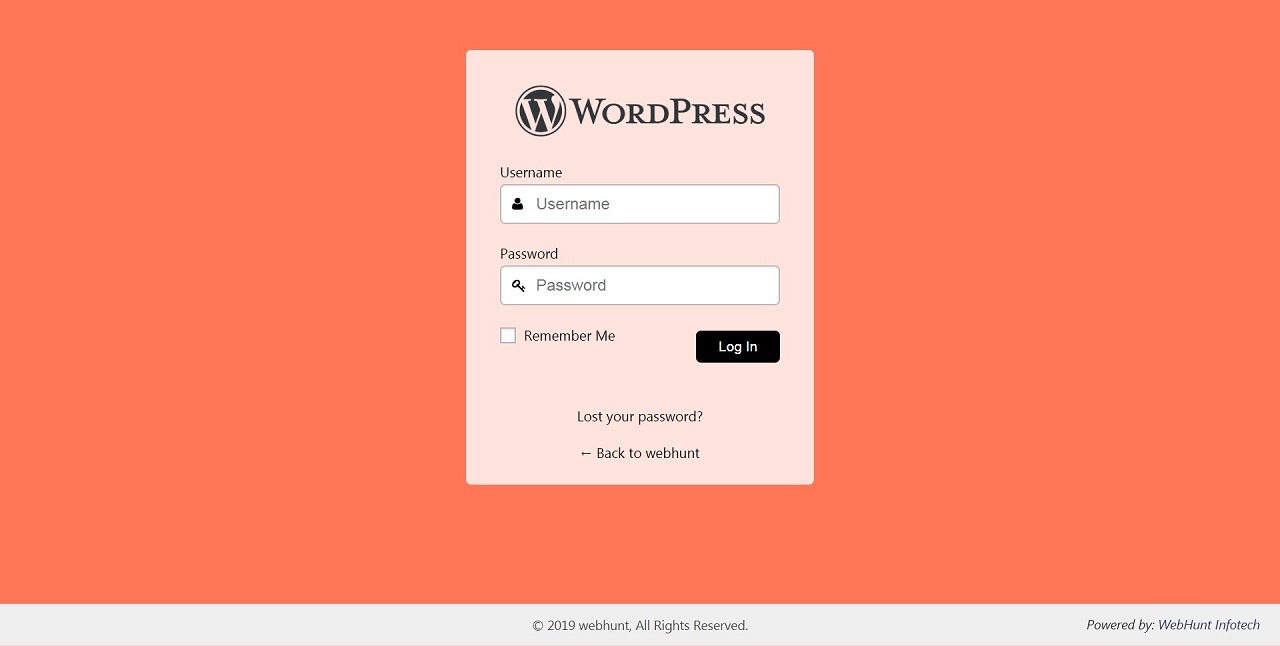 WORDPRESS
Username
Username
Password
Password
Remember Me
Log In
Lost your password?
← Back to webhunt
© 2019 webhunt, All Rights Reserved.
Powered by: WebHunt Infotech